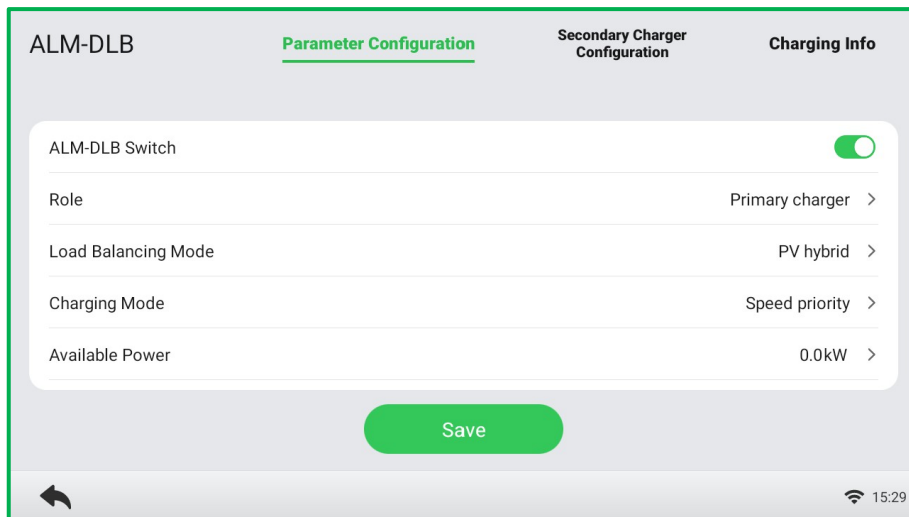 ALM-DLB
Parameter Configuration
Secondary Charger
Configuration
Charging Info
ALM-DLB Switch
Role
Primary charger
Load Balancing Mode
PV hybrid
Charging Mode
Speed priority
Available Power
0.0kW
Save
15:29